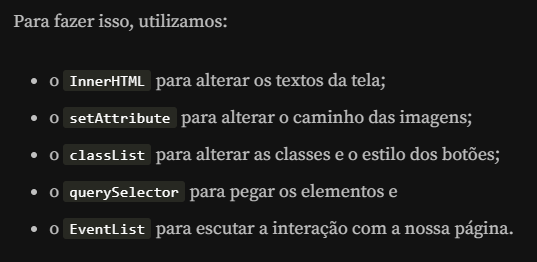 Para fazer isso, utilizamos:
• o InnerHTML para alterar os textos da tela;
• o setAttribute para alterar o caminho das imagens;
• o classList para alterar as classes e o estilo dos botões;
• o querySelector para pegar os elementos e
• o EventList para escutar a interação com a nossa página.